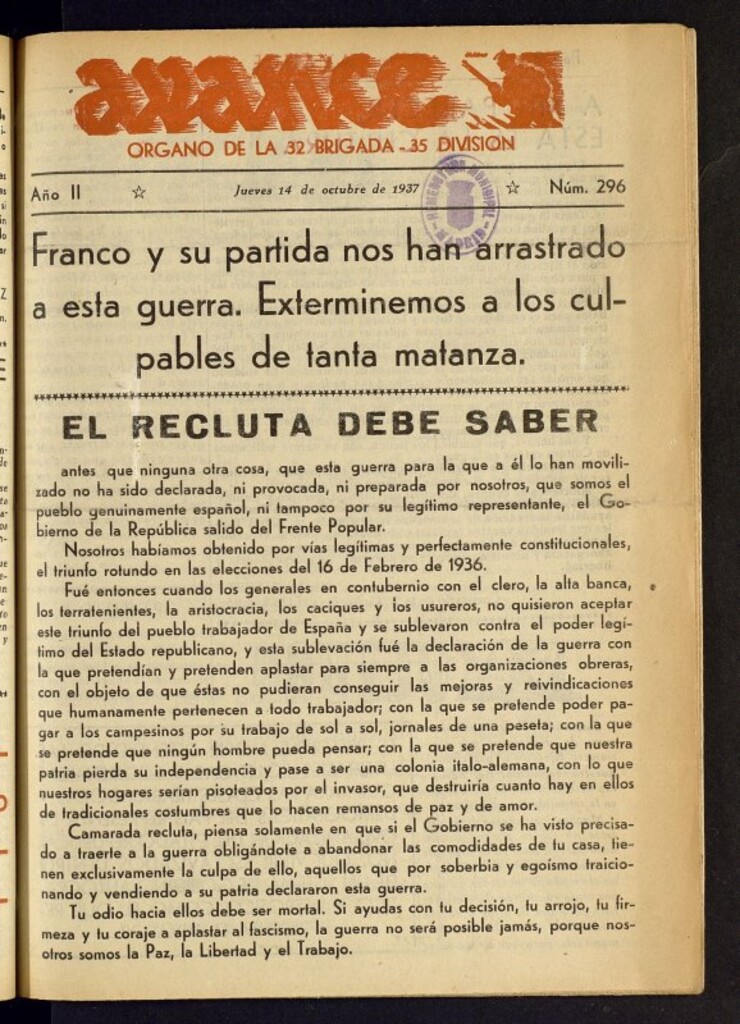 avance
ORGANO DE LA 32 BRIGADA - 35 DIVISION
Año II ☆ Jueves 14 de octubre de 1937 ☆ Núm. 296
HEMEROTECA MUNICIPAL
MADRID
Franco y su partida nos han arrastrado
a esta guerra. Exterminemos a los cul-
pables de tanta matanza.
EL RECLUTA DEBE SABER
antes que ninguna otra cosa, que esta guerra para la que a él lo han movili-
zado no ha sido declarada, ni provocada, ni preparada por nosotros, que somos el
pueblo genuinamente español, ni tampoco por su legítimo representante, el Go-
bierno de la República salido del Frente Popular.
Nosotros habíamos obtenido por vías legítimas y perfectamente constitucionales,
el triunfo rotundo en las elecciones del 16 de Febrero de 1936.
Fué entonces cuando los generales en contubernio con el clero, la alta banca,
los terratenientes, la aristocracia, los caciques y los usureros, no quisieron aceptar
este triunfo del pueblo trabajador de España y se sublevaron contra el poder legí-
timo del Estado republicano, y esta sublevación fué la declaración de la guerra con
la que pretendían y pretenden aplastar para siempre a las organizaciones obreras,
con el objeto de que éstas no pudieran conseguir las mejoras y reivindicaciones
que humanamente pertenecen a todo trabajador; con la que se pretende poder pa-
gar a los campesinos por su trabajo de sol a sol, jornales de una peseta; con la que
se pretende que ningún hombre pueda pensar; con la que se pretende que nuestra
patria pierda su independencia y pase a ser una colonia italo-alemana, con lo que
nuestros hogares serían pisoteados por el invasor, que destruiría cuanto hay en ellos
de tradicionales costumbres que lo hacen remansos de paz y de amor.
Camarada recluta, piensa solamente en que si el Gobierno se ha visto precisa-
do a traerte a la guerra obligándote a abandonar las comodidades de tu casa, tie-
nen exclusivamente la culpa de ello, aquellos que por soberbia y egoísmo traicio-
nando y vendiendo a su patria declararon esta guerra.
Tu odio hacia ellos debe ser mortal. Si ayudas con tu decisión, tu arrojo, tu fir-
meza y tu coraje a aplastar al fascismo, la guerra no será posible jamás, porque nos-
otros somos la Paz, la Libertad y el Trabajo.